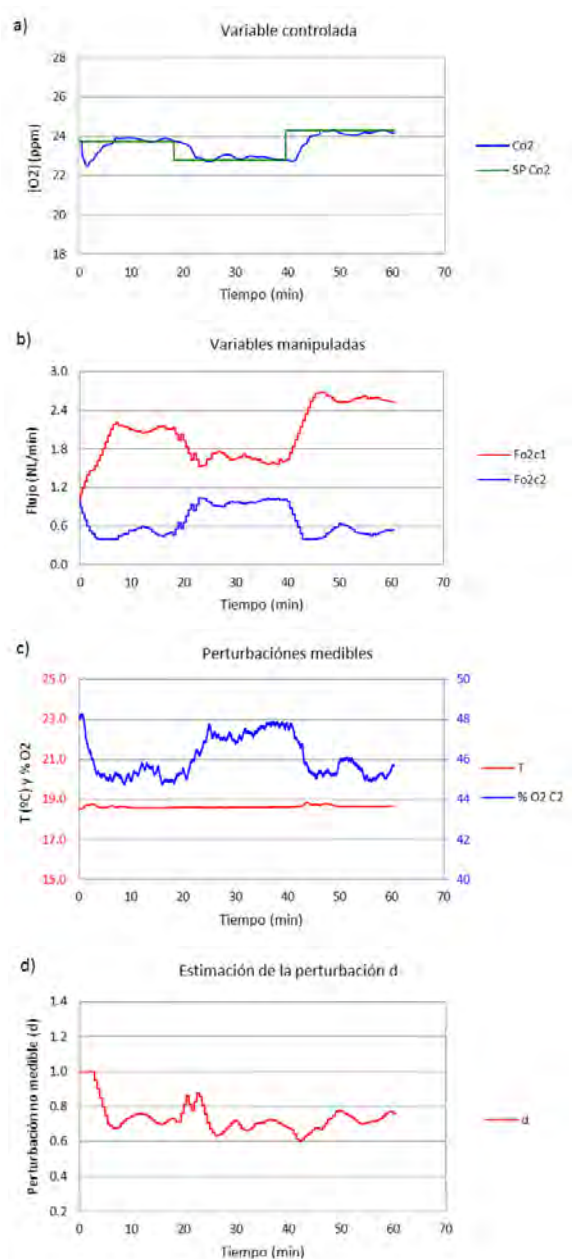 a)
Variable controlada
28
26
24
22
20
18
[O2] (ppm)
0 10 20 30 40 50 60 70
Tiempo (min)
Co2
SP Co2
b)
Variables manipuladas
3.0
2.4
1.8
1.2
0.6
0.0
Flujo (NL/min)
0 10 20 30 40 50 60 70
Tiempo (min)
Fo2c1
Fo2c2
c)
Perturbaciónes medibles
25.0
23.0
21.0
19.0
17.0
15.0
T (ºC) y % O2
50
48
46
44
42
40
0 10 20 30 40 50 60 70
Tiempo (min)
T
% O2 C2
d)
Estimación de la perturbación d
1.4
1.2
1.0
0.8
0.6
0.4
0.2
Perturbación no medible (d)
0 10 20 30 40 50 60 70
Tiempo (min)
d